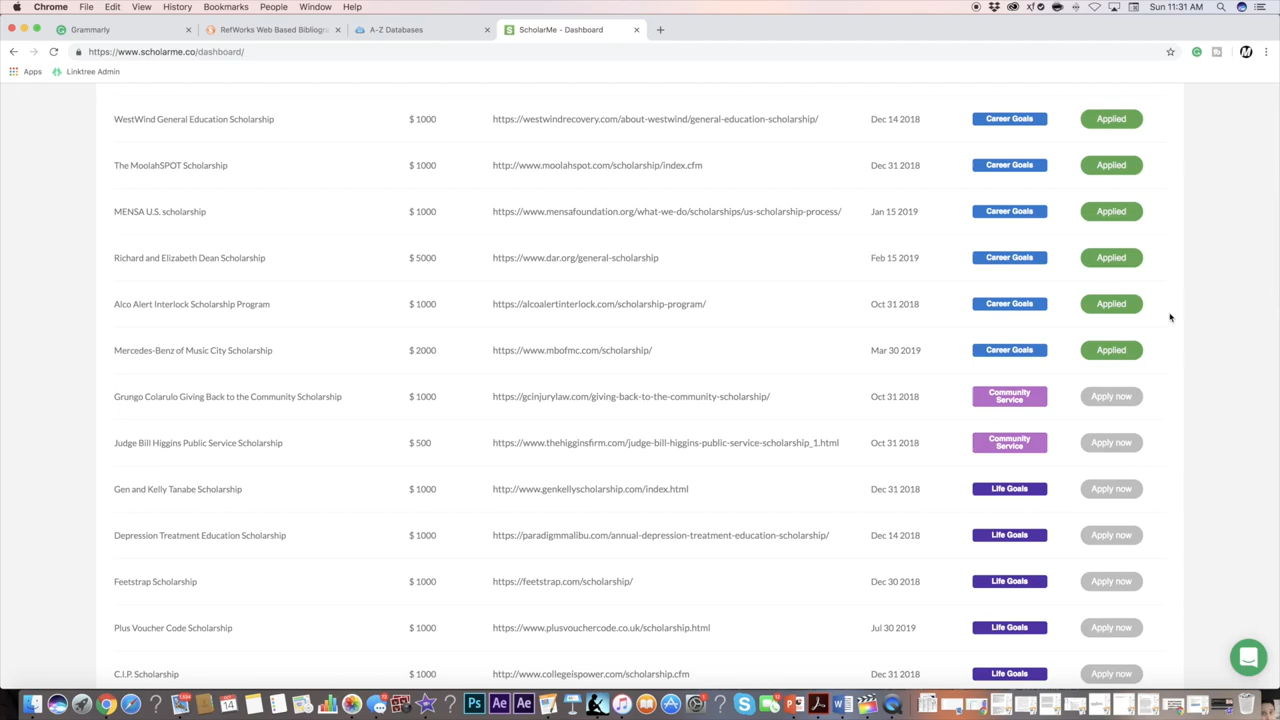 Chrome File Edit View History Bookmarks People Window Help Sun 11:31 AM
Grammarly RefWorks Web Based Bibliogra A-Z Databases ScholarMe - Dashboard
https://www.scholarme.co/dashboard/
Apps Linktree Admin
WestWind General Education Scholarship $ 1000 https://westwindrecovery.com/about-westwind/general-education-scholarship/ Dec 14 2018 Career Goals Applied
The MoolahSPOT Scholarship $ 1000 http://www.moolahspot.com/scholarship/index.cfm Dec 31 2018 Career Goals Applied
MENSA U.S. scholarship $ 1000 https://www.mensafoundation.org/what-we-do/scholarships/us-scholarship-process/ Jan 15 2019 Career Goals Applied
Richard and Elizabeth Dean Scholarship $ 5000 https://www.dar.org/general-scholarship Feb 15 2019 Career Goals Applied
Alco Alert Interlock Scholarship Program $ 1000 https://alcoalertinterlock.com/scholarship-program/ Oct 31 2018 Career Goals Applied
Mercedes-Benz of Music City Scholarship $ 2000 https://www.mbofmc.com/scholarship/ Mar 30 2019 Career Goals Applied
Grungo Colarulo Giving Back to the Community Scholarship $ 1000 https://gcinjurylaw.com/giving-back-to-the-community-scholarship/ Oct 31 2018 Community Service Apply now
Judge Bill Higgins Public Service Scholarship $ 500 https://www.thehigginsfirm.com/judge-bill-higgins-public-service-scholarship_1.html Oct 31 2018 Community Service Apply now
Gen and Kelly Tanabe Scholarship $ 1000 http://www.genkellyscholarship.com/index.html Dec 31 2018 Life Goals Apply now
Depression Treatment Education Scholarship $ 1000 https://paradigmmalibu.com/annual-depression-treatment-education-scholarship/ Dec 14 2018 Life Goals Apply now
Feetstrap Scholarship $ 1000 https://feetstrap.com/scholarship/ Dec 30 2018 Life Goals Apply now
Plus Voucher Code Scholarship $ 1000 https://www.plusvouchercode.co.uk/scholarship.html Jul 30 2019 Life Goals Apply now
C.I.P. Scholarship $ 1000 https://www.collegeispower.com/scholarship.cfm Dec 31 2018 Life Goals Apply now
14 Ps Ae Ae